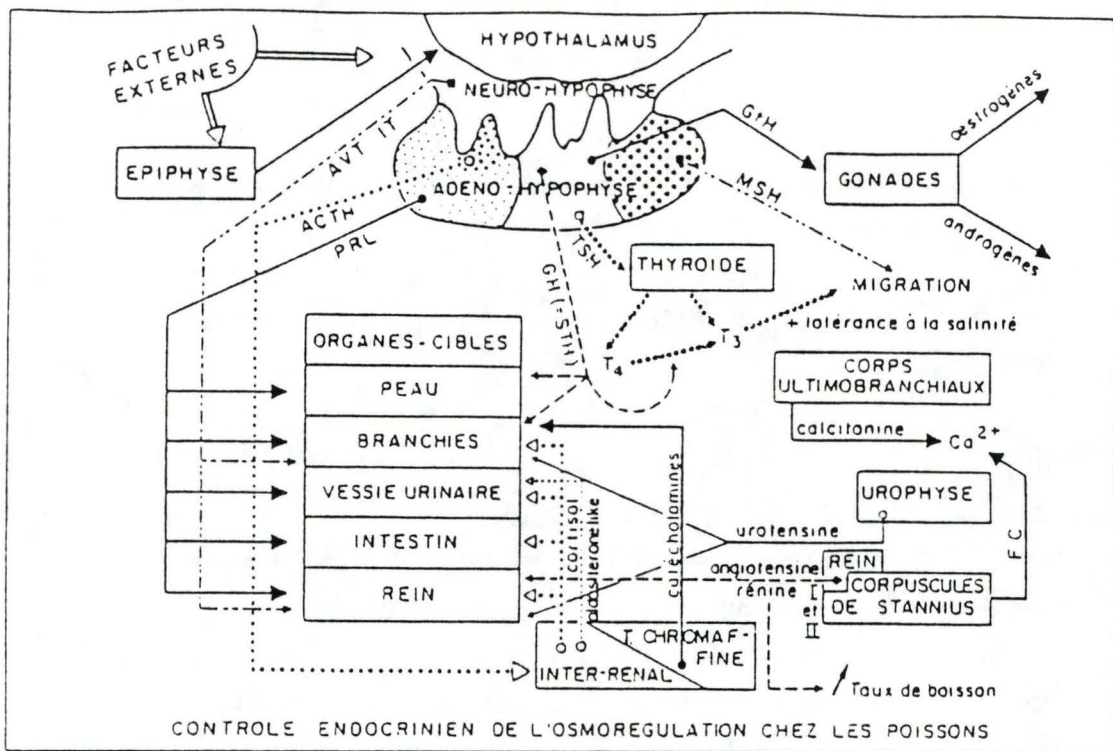 FACTEURS
EXTERNES
HYPOTHALAMUS
NEURO-HYPOPHYSE
EPIPHYSE
AVT IT
ACTH
PRL
ADENO-HYPOPHYSE
GtH
MSH
GONADES
œstrogènes
androgènes
TSH
GH(=STH)
THYROIDE
T4
T3
MIGRATION
+ tolérance à la salinité
ORGANES-CIBLES
PEAU
BRANCHIES
VESSIE URINAIRE
INTESTIN
REIN
CORPS
ULTIMOBRANCHIAUX
calcitonine
Ca2+
UROPHYSE
urotensine
FC
cortisol
catécholamines
angiotensine
rénine
I
et
II
REIN
CORPUSCULES
DE STANNIUS
T. CHROMAF-
FINE
INTER-RENAL
Taux de boisson
CONTROLE ENDOCRINIEN DE L'OSMOREGULATION CHEZ LES POISSONS